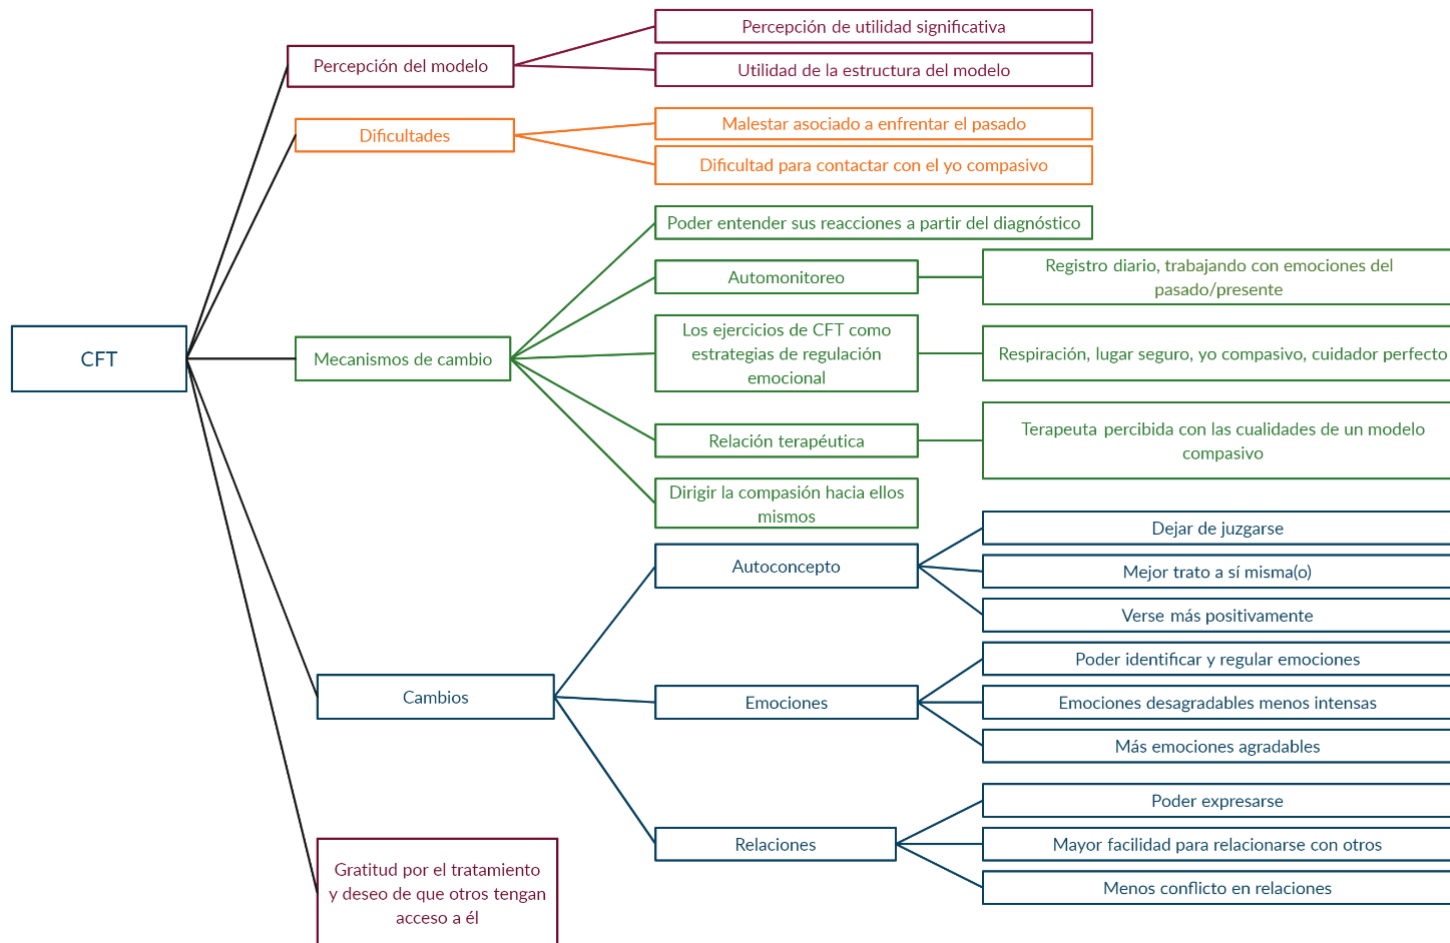 CFT
Percepción del modelo
Percepción de utilidad significativa
Utilidad de la estructura del modelo
Dificultades
Malestar asociado a enfrentar el pasado
Dificultad para contactar con el yo compasivo
Mecanismos de cambio
Poder entender sus reacciones a partir del diagnóstico
Automonitoreo
Registro diario, trabajando con emociones del
pasado/presente
Los ejercicios de CFT como
estrategias de regulación
emocional
Respiración, lugar seguro, yo compasivo, cuidador perfecto
Relación terapéutica
Terapeuta percibida con las cualidades de un modelo
compasivo
Dirigir la compasión hacia ellos
mismos
Cambios
Autoconcepto
Dejar de juzgarse
Mejor trato a sí misma(o)
Verse más positivamente
Emociones
Poder identificar y regular emociones
Emociones desagradables menos intensas
Más emociones agradables
Relaciones
Poder expresarse
Mayor facilidad para relacionarse con otros
Menos conflicto en relaciones
Gratitud por el tratamiento
y deseo de que otros tengan
acceso a él